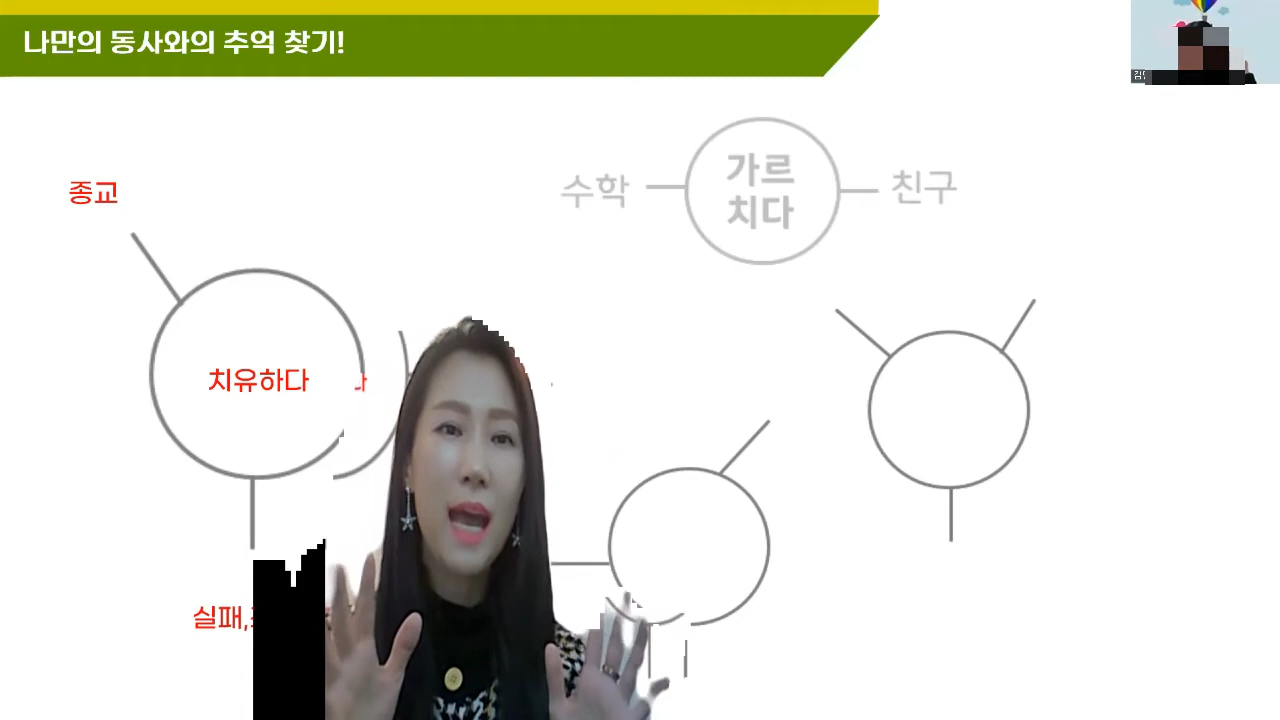 나만의 동사와의 추억 찾기!
종교
수학
가르
치다
친구
치유하다
실패,